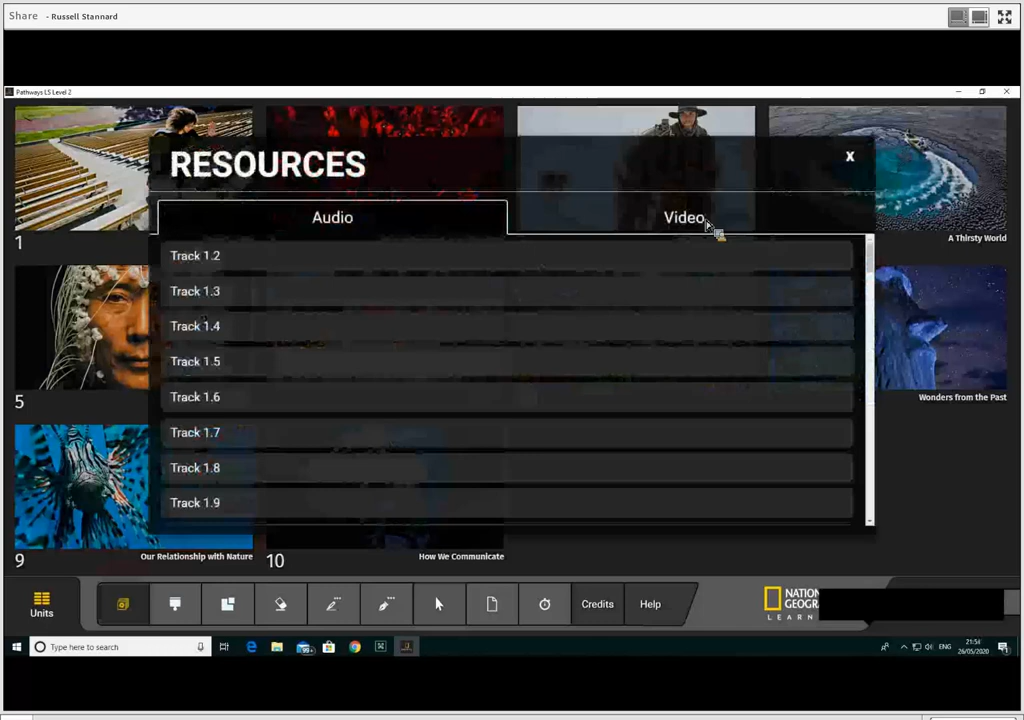 Share - Russell Stannard
Pathways LS Level 2
RESOURCES
X
Audio
Video
Track 1.2
Track 1.3
Track 1.4
Track 1.5
Track 1.6
Track 1.7
Track 1.8
Track 1.9
1
A Thirsty World
5
Wonders from the Past
9
Our Relationship with Nature
10
How We Communicate
Units
Credits
Help
NATION
GEOGR
LEARN
Type here to search
99+
ENG
21:51
26/05/2020